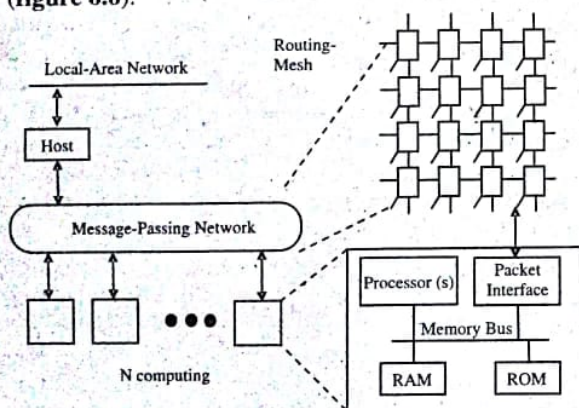 (figure 6.6).
Routing-
Mesh
Local-Area Network
Host
Message-Passing Network
Processor (s)
Packet
Interface
Memory Bus
N computing
RAM
ROM